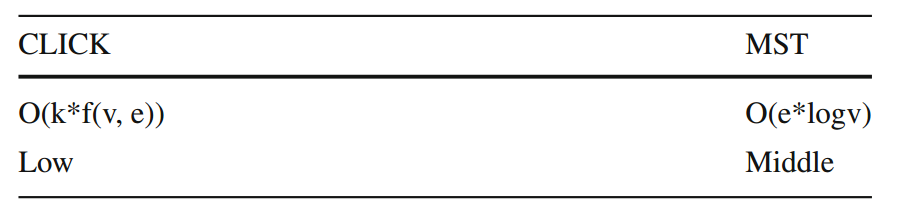 CLICK MST
O(k*f(v, e)) O(e*logv)
Low Middle